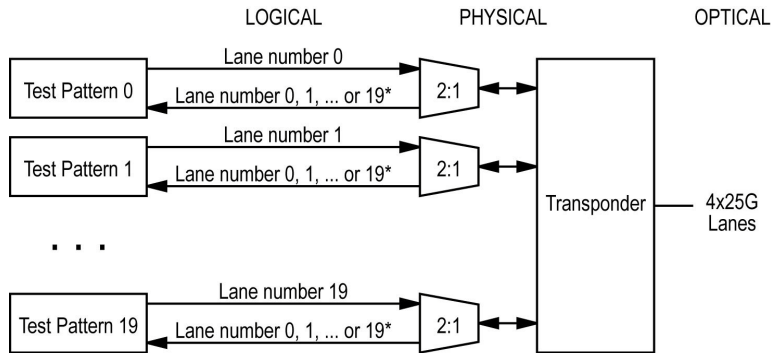 LOGICAL PHYSICAL OPTICAL
Lane number 0
Test Pattern 0
2:1
Lane number 0, 1, ... or 19*
Lane number 1
Test Pattern 1
2:1
Lane number 0, 1, ... or 19*
Transponder
4x25G
Lanes
. . .
Lane number 19
Test Pattern 19
2:1
Lane number 0, 1, ... or 19*